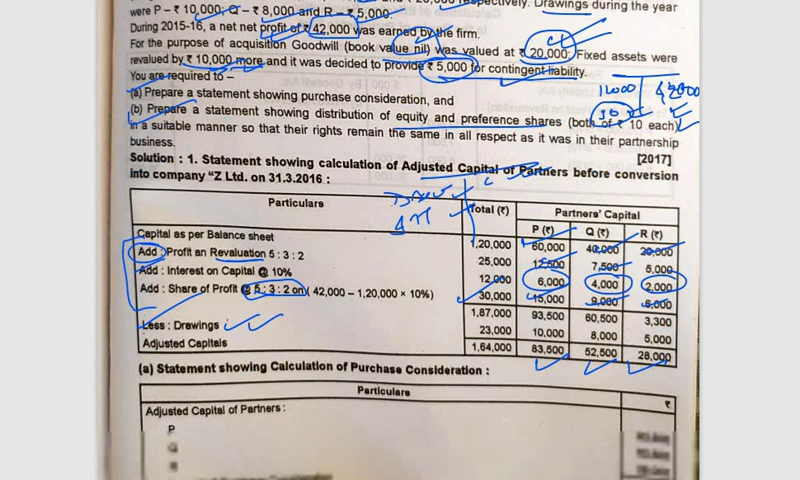 respectively. Drawings during the year
were P – ₹ 10,000; Q – ₹ 8,000 and R – ₹ 5,000.
During 2015-16, a net net profit of ₹ 42,000 was earned by the firm.
For the purpose of acquisition Goodwill (book value nil) was valued at ₹ 20,000; Fixed assets were
revalued by ₹ 10,000 more and it was decided to provide ₹ 5,000 for contingent liability.
You are required to –
(a) Prepare a statement showing purchase consideration, and
(b) Prepare a statement showing distribution of equity and preference shares (both of ₹ 10 each)
in a suitable manner so that their rights remain the same in all respect as it was in their partnership
business. [2017]
Solution : 1. Statement showing calculation of Adjusted Capital of Partners before conversion
into company "Z Ltd. on 31.3.2016 :
Particulars Total (₹) Partners' Capital
P (₹) Q (₹) R (₹)
Capital as per Balance sheet 1,20,000 60,000 40,000 20,000
Add : Profit an Revaluation 5 : 3 : 2 25,000 12,500 7,500 5,000
Add : Interest on Capital @ 10% 12,000 6,000 4,000 2,000
Add : Share of Profit @ 5 : 3 : 2 on ( 42,000 – 1,20,000 × 10%) 30,000 15,000 9,000 6,000
1,87,000 93,500 60,500 3,300
Less : Drawings 23,000 10,000 8,000 5,000
Adjusted Capitals 1,64,000 83,500 52,500 28,000
(a) Statement showing Calculation of Purchase Consideration :
Particulars ₹
Adjusted Capital of Partners :
P
Q
R